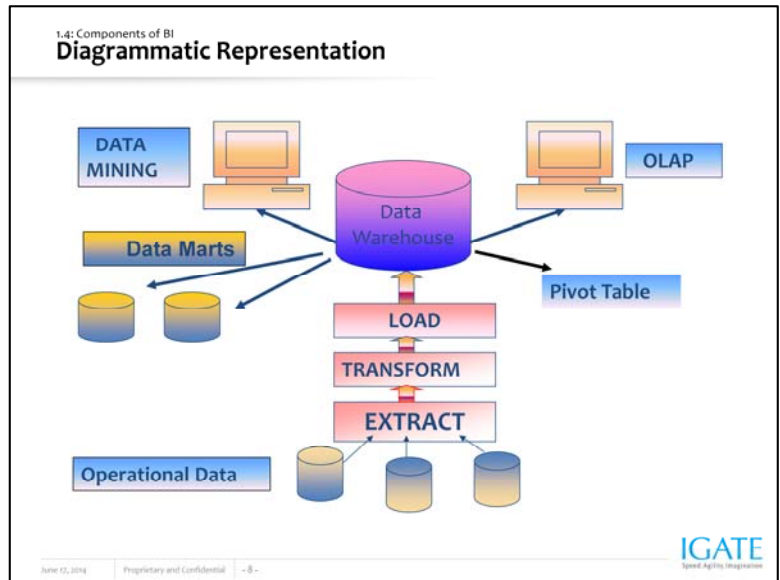 1.4: Components of BI
Diagrammatic Representation
DATA
MINING
OLAP
Data
Warehouse
Data Marts
Pivot Table
LOAD
TRANSFORM
EXTRACT
Operational Data
June 17, 2014 Proprietary and Confidential - 8 -
IGATE
Speed.Agility.Imagination